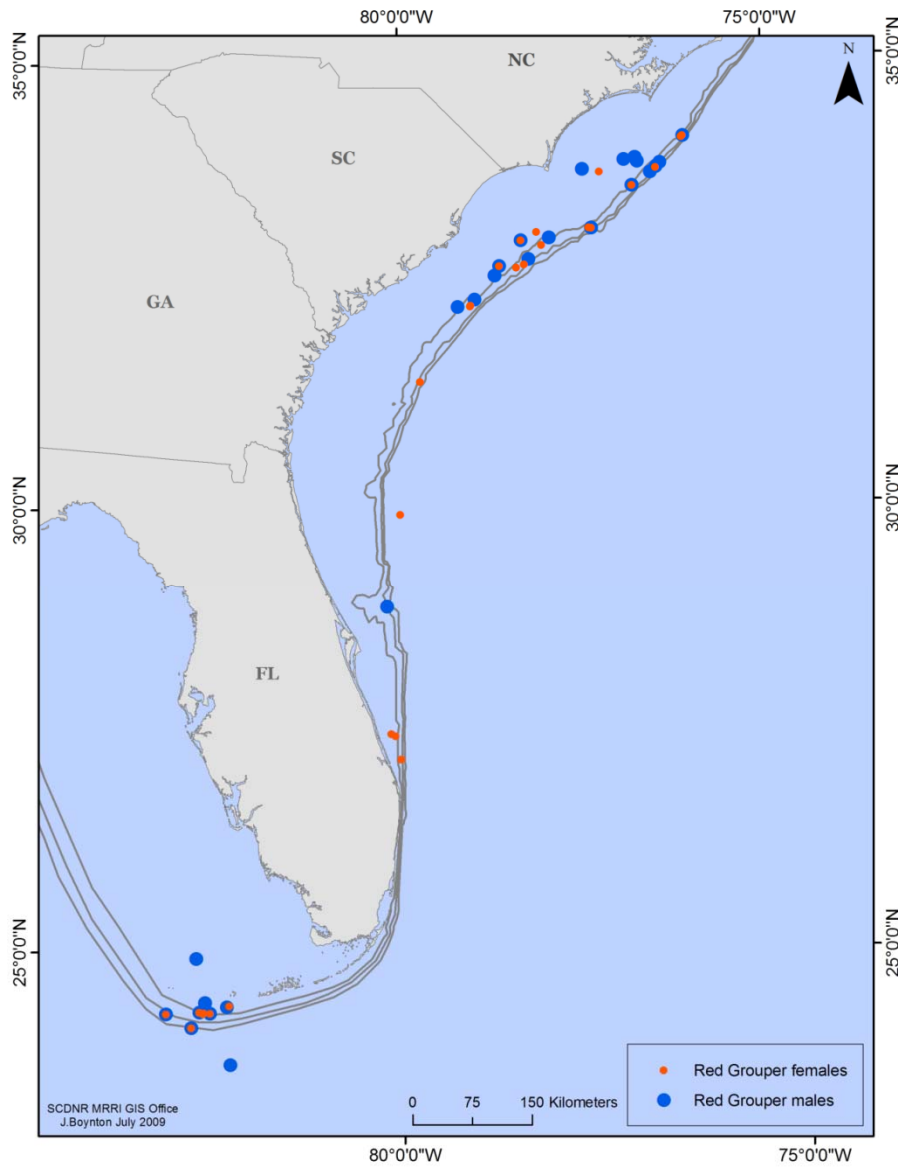 80°0'0"W
75°0'0"W
35°0'0"N
35°0'0"N
NC
N
SC
GA
30°0'0"N
30°0'0"N
FL
25°0'0"N
25°0'0"N
Red Grouper females
Red Grouper males
SCDNR MRRI GIS Office
J.Boynton July 2009
0 75 150 Kilometers
80°0'0"W
75°0'0"W